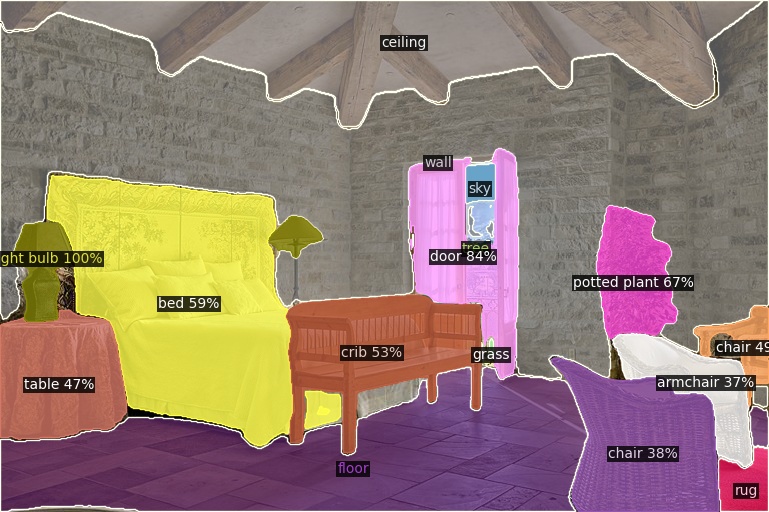 ceiling
wall
sky
tree
door 84%
ght bulb 100%
potted plant 67%
bed 59%
chair 49
crib 53%
grass
table 47%
armchair 37%
chair 38%
floor
rug